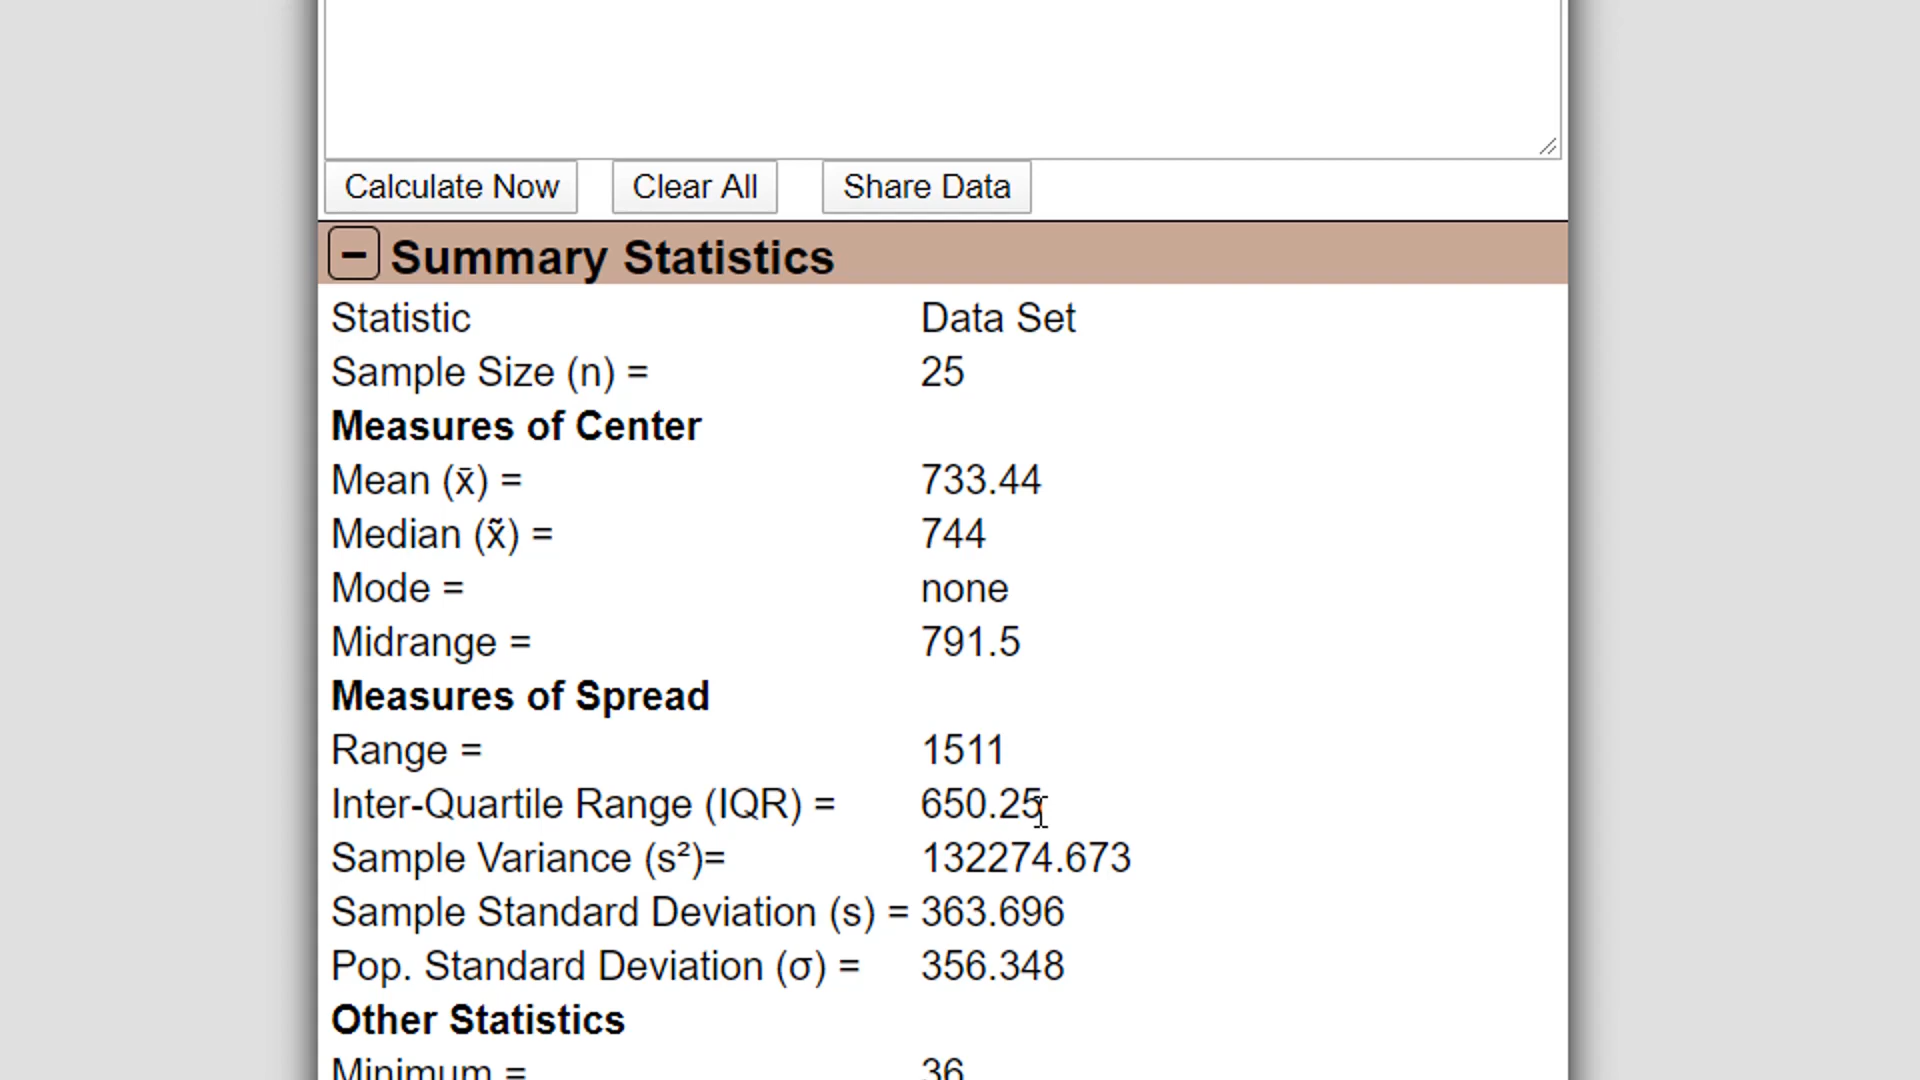 Calculate Now Clear All Share Data
− Summary Statistics
Statistic Data Set
Sample Size (n) = 25
Measures of Center
Mean (x̄) = 733.44
Median (x̃) = 744
Mode = none
Midrange = 791.5
Measures of Spread
Range = 1511
Inter-Quartile Range (IQR) = 650.25
Sample Variance (s²)= 132274.673
Sample Standard Deviation (s) = 363.696
Pop. Standard Deviation (σ) = 356.348
Other Statistics
Minimum = 36